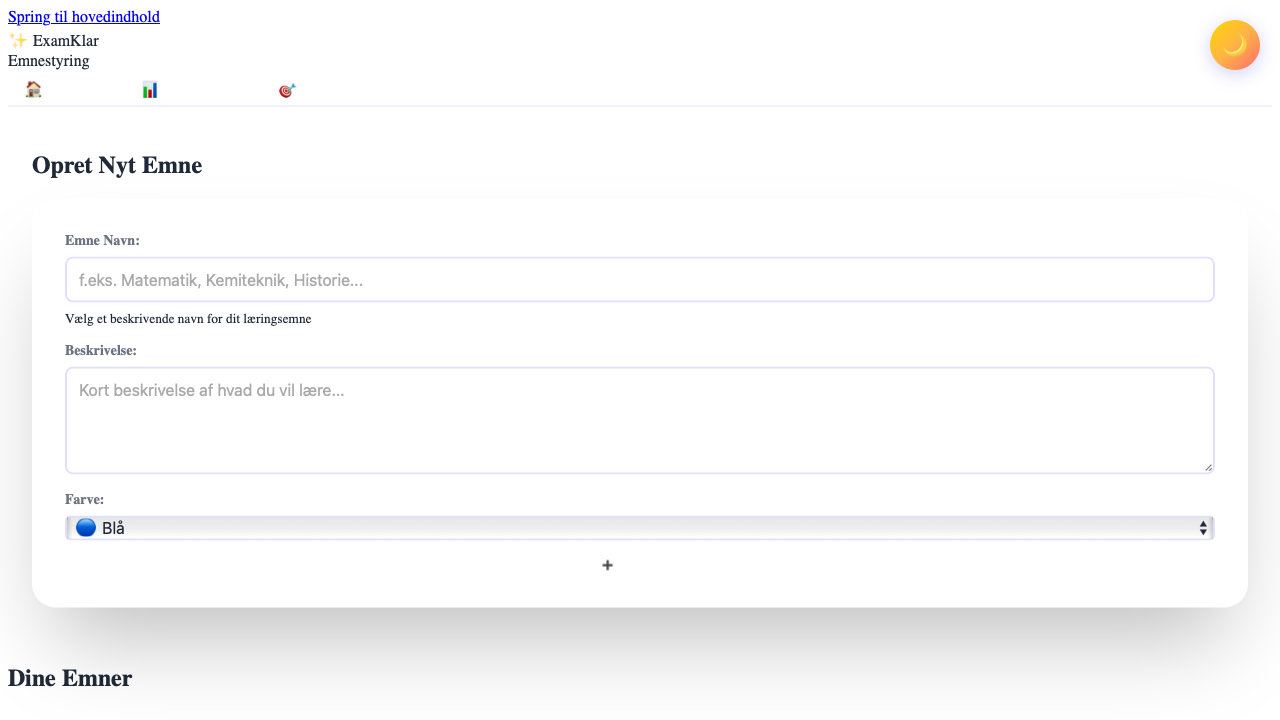 Spring til hovedindhold
✨ ExamKlar
Emnestyring
Opret Nyt Emne
Emne Navn:
f.eks. Matematik, Kemiteknik, Historie...
Vælg et beskrivende navn for dit læringsemne
Beskrivelse:
Kort beskrivelse af hvad du vil lære...
Farve:
🔵 Blå
+
Dine Emner